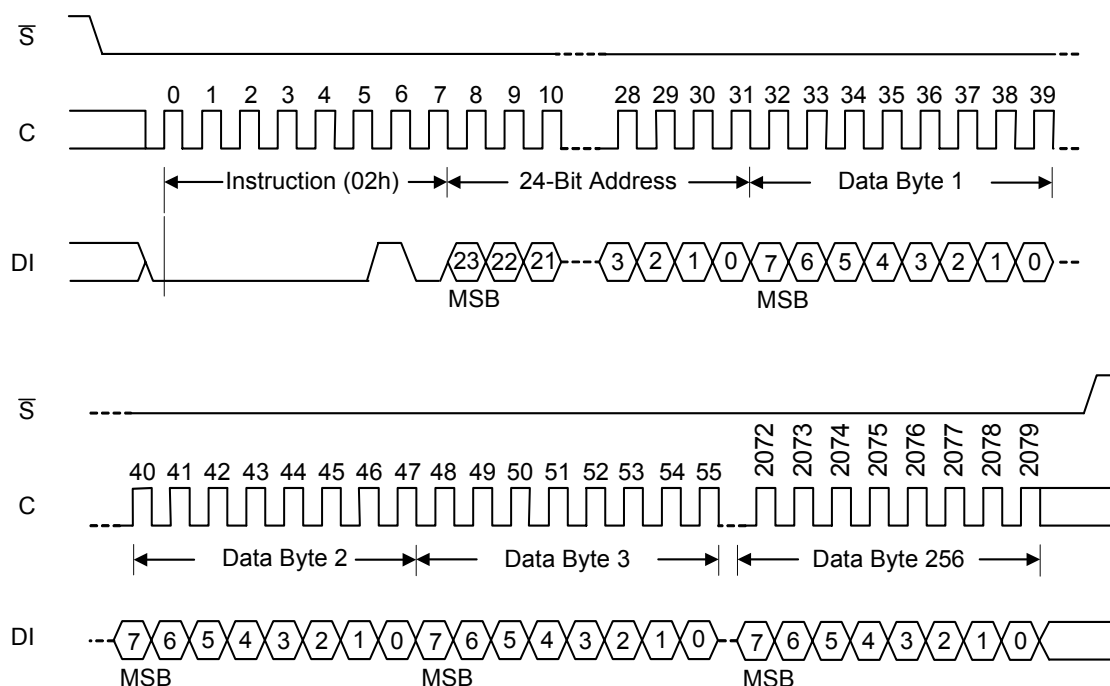 S̅
0 1 2 3 4 5 6 7 8 9 10 28 29 30 31 32 33 34 35 36 37 38 39
C
Instruction (02h) 24-Bit Address Data Byte 1
DI 23 22 21 3 2 1 0 7 6 5 4 3 2 1 0
MSB MSB
S̅
40 41 42 43 44 45 46 47 48 49 50 51 52 53 54 55 2072 2073 2074 2075 2076 2077 2078 2079
C
Data Byte 2 Data Byte 3 Data Byte 256
DI 7 6 5 4 3 2 1 0 7 6 5 4 3 2 1 0 7 6 5 4 3 2 1 0
MSB MSB MSB